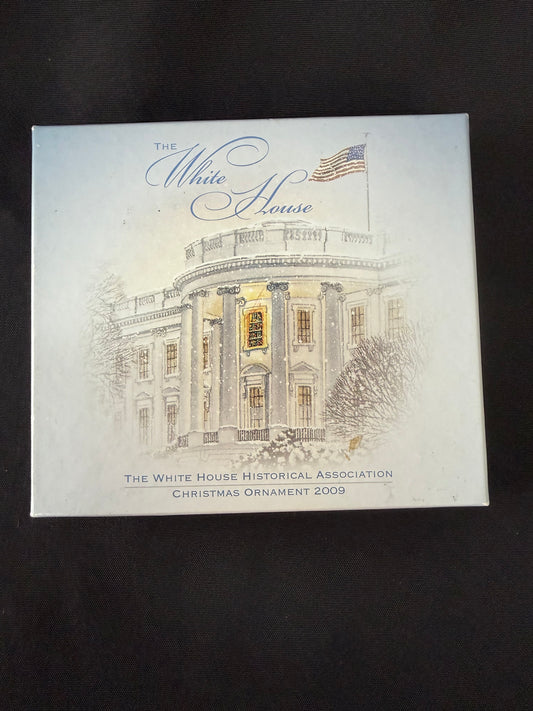 THE
White
House
THE WHITE HOUSE HISTORICAL ASSOCIATION
CHRISTMAS ORNAMENT 2009